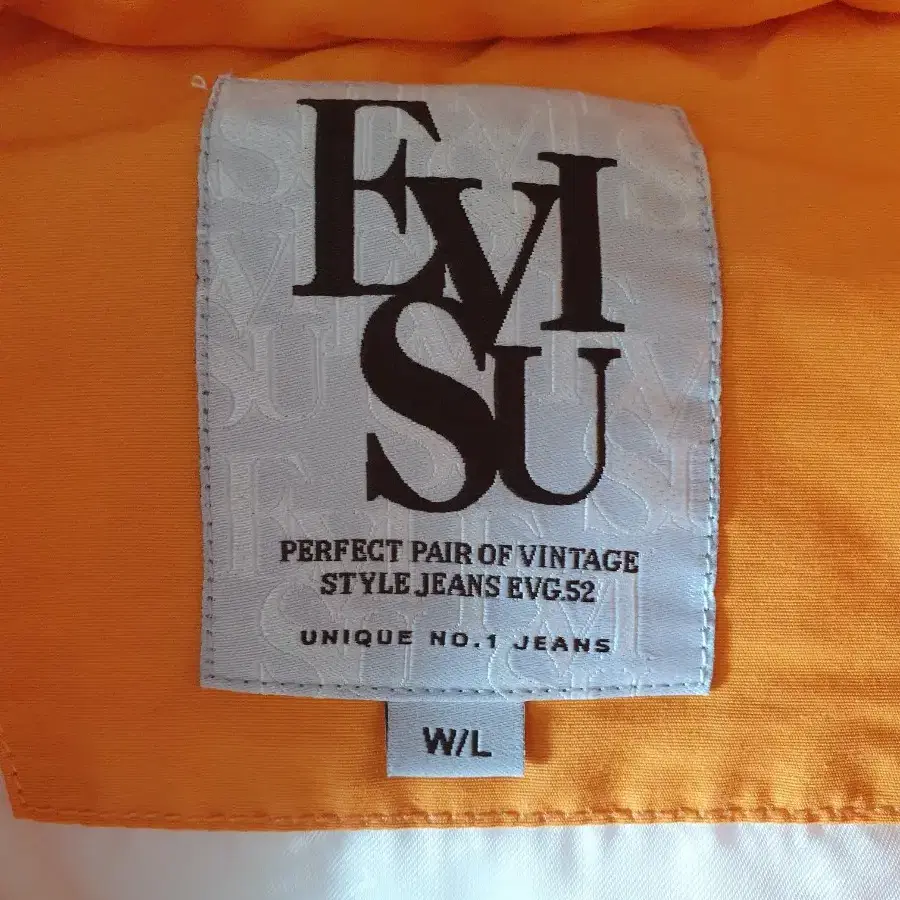 EVI
SU
PERFECT PAIR OF VINTAGE
STYLE JEANS EVG.52
UNIQUE NO.1 JEANS
W/L